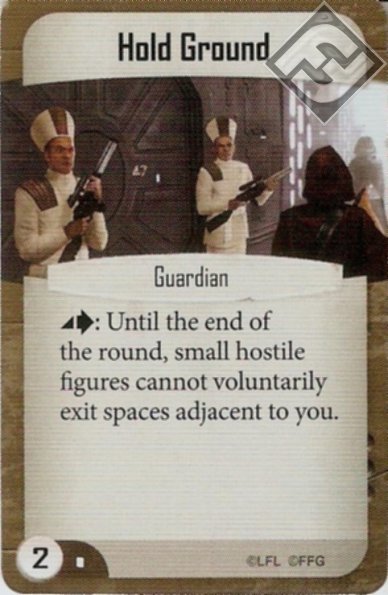 Hold Ground
47
Guardian
: Until the end of
the round, small hostile
figures cannot voluntarily
exit spaces adjacent to you.
2
©LFL ©FFG